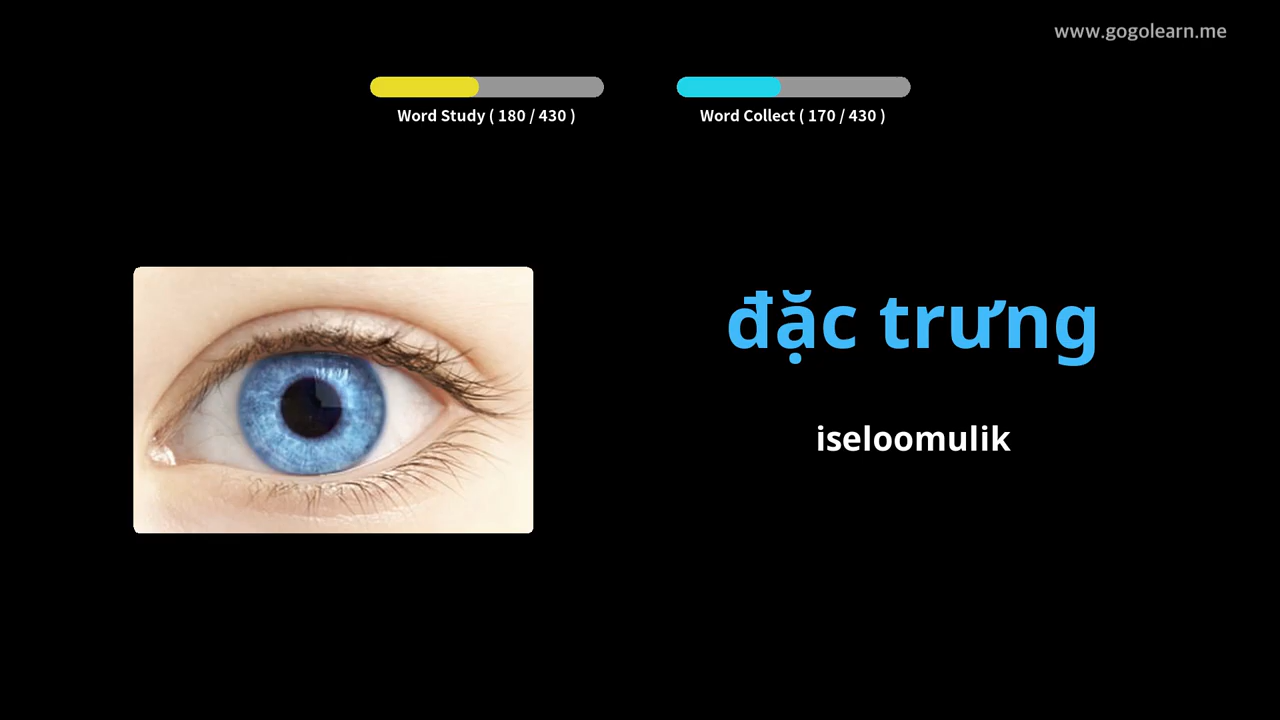 www.gogolearn.me
Word Study ( 180 / 430 )
Word Collect ( 170 / 430 )
đặc trưng
iseloomulik